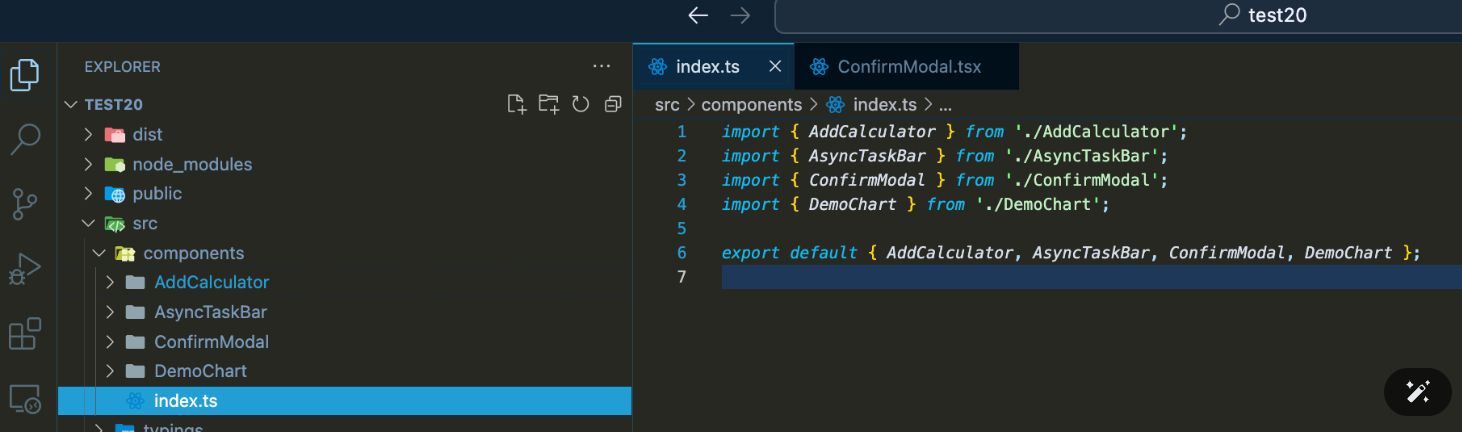 test20
EXPLORER
...
TEST20
dist
node_modules
public
src
components
AddCalculator
AsyncTaskBar
ConfirmModal
DemoChart
index.ts
typings
index.ts
ConfirmModal.tsx
src > components > index.ts > ...
1 import { AddCalculator } from './AddCalculator';
2 import { AsyncTaskBar } from './AsyncTaskBar';
3 import { ConfirmModal } from './ConfirmModal';
4 import { DemoChart } from './DemoChart';
5
6 export default { AddCalculator, AsyncTaskBar, ConfirmModal, DemoChart };
7